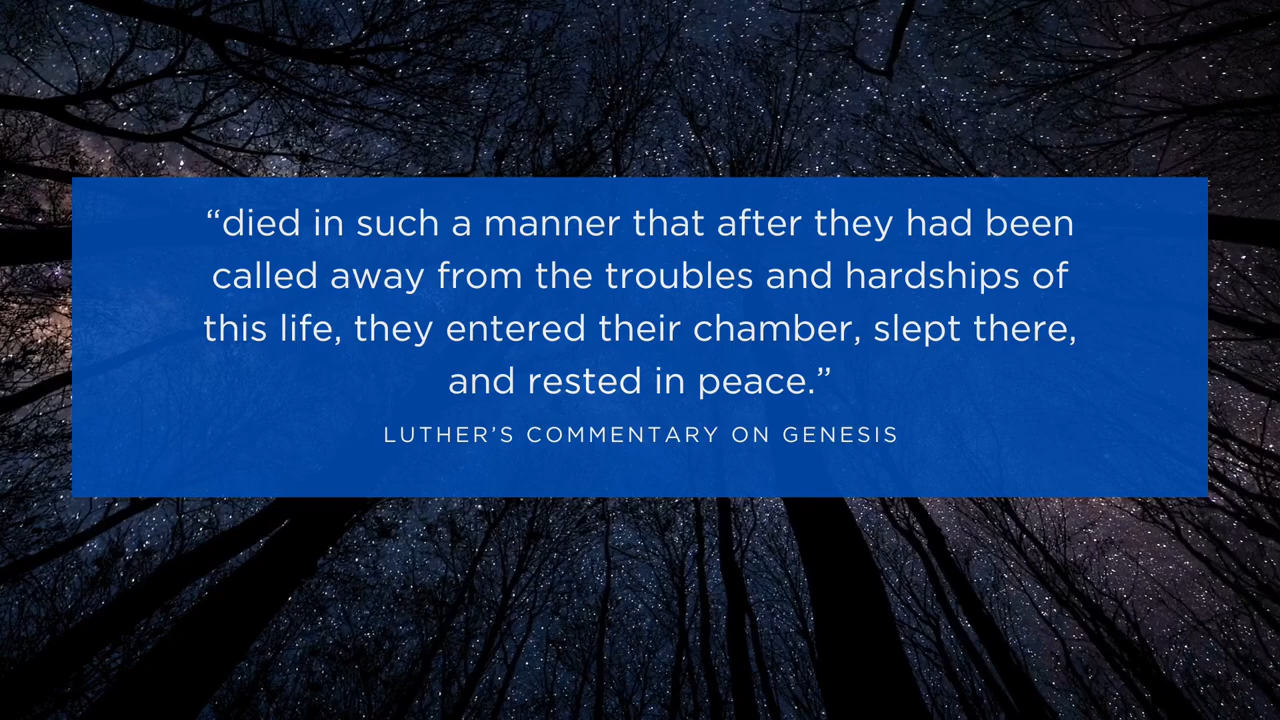 “died in such a manner that after they had been
called away from the troubles and hardships of
this life, they entered their chamber, slept there,
and rested in peace.”
LUTHER’S COMMENTARY ON GENESIS